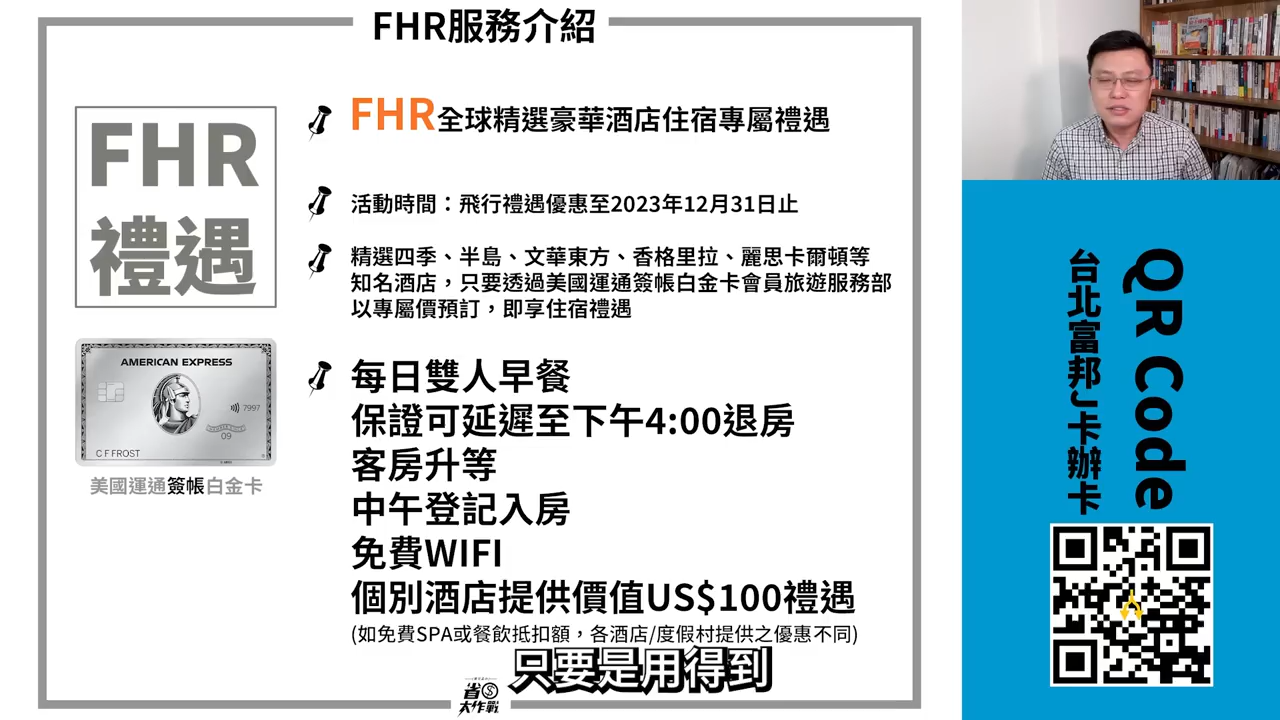 FHR服務介紹
FHR
禮遇
AMERICAN EXPRESS
7997
09
C F FROST
美國運通簽帳白金卡
FHR全球精選豪華酒店住宿專屬禮遇
活動時間：飛行禮遇優惠至2023年12月31日止
精選四季、半島、文華東方、香格里拉、麗思卡爾頓等
知名酒店，只要透過美國運通簽帳白金卡會員旅遊服務部
以專屬價預訂，即享住宿禮遇
每日雙人早餐
保證可延遲至下午4:00退房
客房升等
中午登記入房
免費WIFI
個別酒店提供價值US$100禮遇
(如免費SPA或餐飲抵扣額，各酒店/度假村提供之優惠不同)
只要是用得到
省$
大作戰
QR Code
台北富邦J卡辦卡